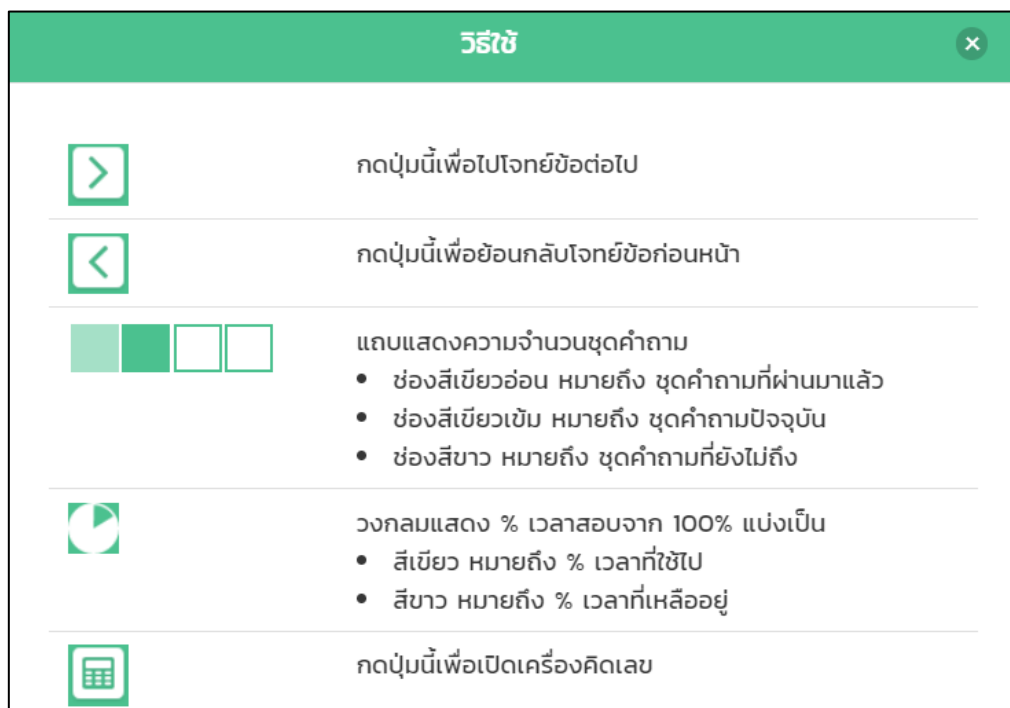 วิธีใช้
กดปุ่มนี้เพื่อไปโจทย์ข้อต่อไป
กดปุ่มนี้เพื่อย้อนกลับโจทย์ข้อก่อนหน้า
แถบแสดงความจำนวนชุดคำถาม
• ช่องสีเขียวอ่อน หมายถึง ชุดคำถามที่ผ่านมาแล้ว
• ช่องสีเขียวเข้ม หมายถึง ชุดคำถามปัจจุบัน
• ช่องสีขาว หมายถึง ชุดคำถามที่ยังไม่ถึง
วงกลมแสดง % เวลาสอบจาก 100% แบ่งเป็น
• สีเขียว หมายถึง % เวลาที่ใช้ไป
• สีขาว หมายถึง % เวลาที่เหลืออยู่
กดปุ่มนี้เพื่อเปิดเครื่องคิดเลข